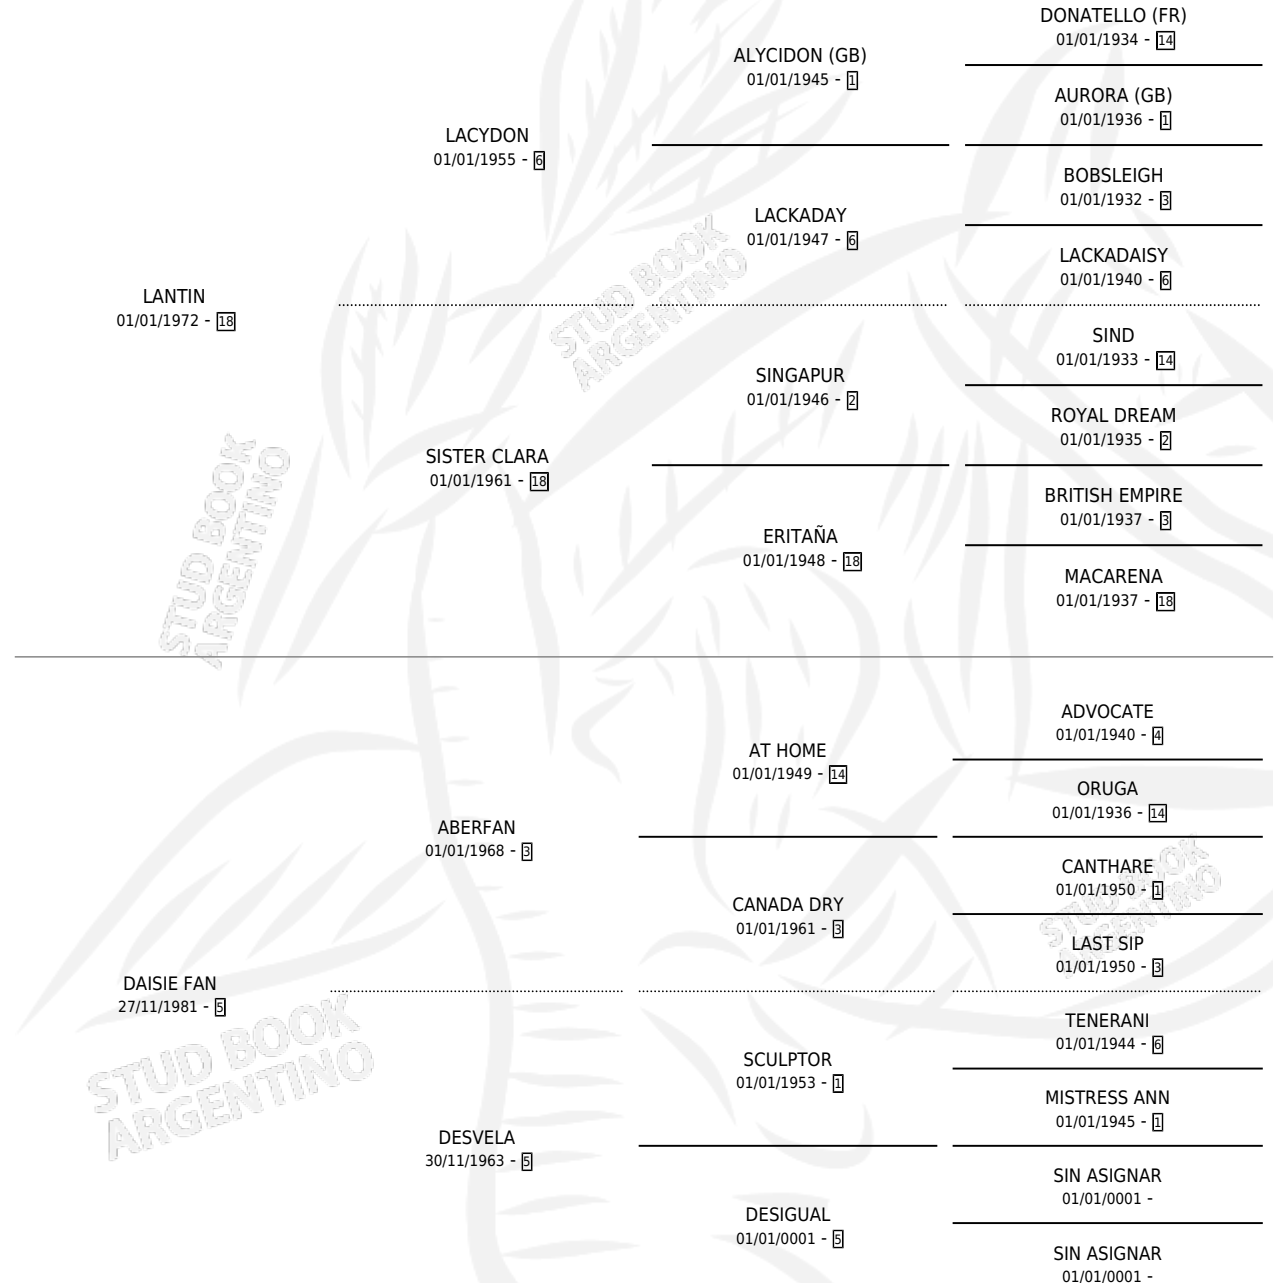 DONATELLO (FR)
01/01/1934 - 14
ALYCIDON (GB)
01/01/1945 - 1
AURORA (GB)
01/01/1936 - 1
LACYDON
01/01/1955 - 6
BOBSLEIGH
01/01/1932 - 3
LACKADAY
01/01/1947 - 6
LACKADAISY
01/01/1940 - 6
LANTIN
01/01/1972 - 18
SIND
01/01/1933 - 14
SINGAPUR
01/01/1946 - 2
ROYAL DREAM
01/01/1935 - 2
SISTER CLARA
01/01/1961 - 18
BRITISH EMPIRE
01/01/1937 - 3
ERITAÑA
01/01/1948 - 18
MACARENA
01/01/1937 - 18
STUD BOOK
ARGENTINO
STUD BOOK
ARGENTINO
ADVOCATE
01/01/1940 - 4
AT HOME
01/01/1949 - 14
ORUGA
01/01/1936 - 14
ABERFAN
01/01/1968 - 3
CANTHARE
01/01/1950 - 1
CANADA DRY
01/01/1961 - 3
LAST SIP
01/01/1950 - 3
DAISIE FAN
27/11/1981 - 5
TENERANI
01/01/1944 - 6
SCULPTOR
01/01/1953 - 1
MISTRESS ANN
01/01/1945 - 1
DESVELA
30/11/1963 - 5
SIN ASIGNAR
01/01/0001 -
DESIGUAL
01/01/0001 - 5
SIN ASIGNAR
01/01/0001 -
STUD BOOK
ARGENTINO
STUD BOOK
ARGENTINO